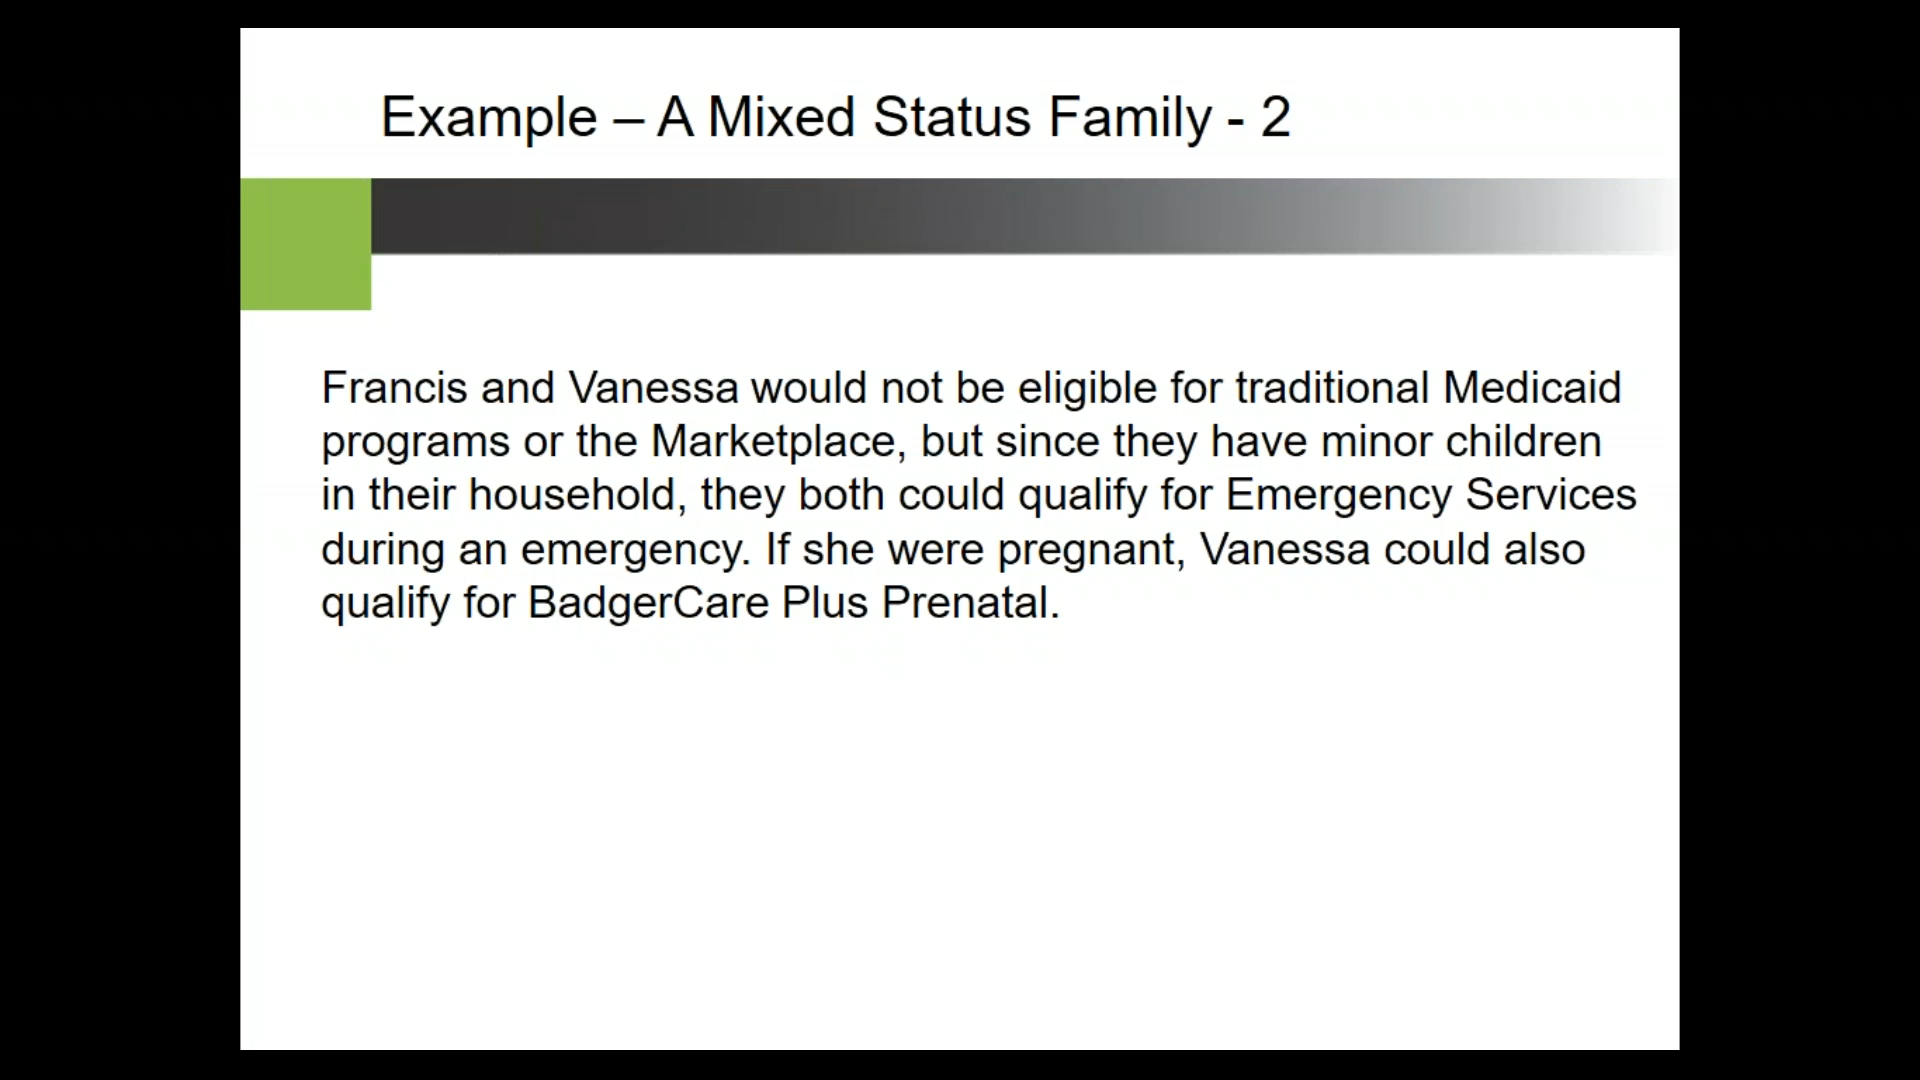 Example – A Mixed Status Family - 2
Francis and Vanessa would not be eligible for traditional Medicaid
programs or the Marketplace, but since they have minor children
in their household, they both could qualify for Emergency Services
during an emergency. If she were pregnant, Vanessa could also
qualify for BadgerCare Plus Prenatal.